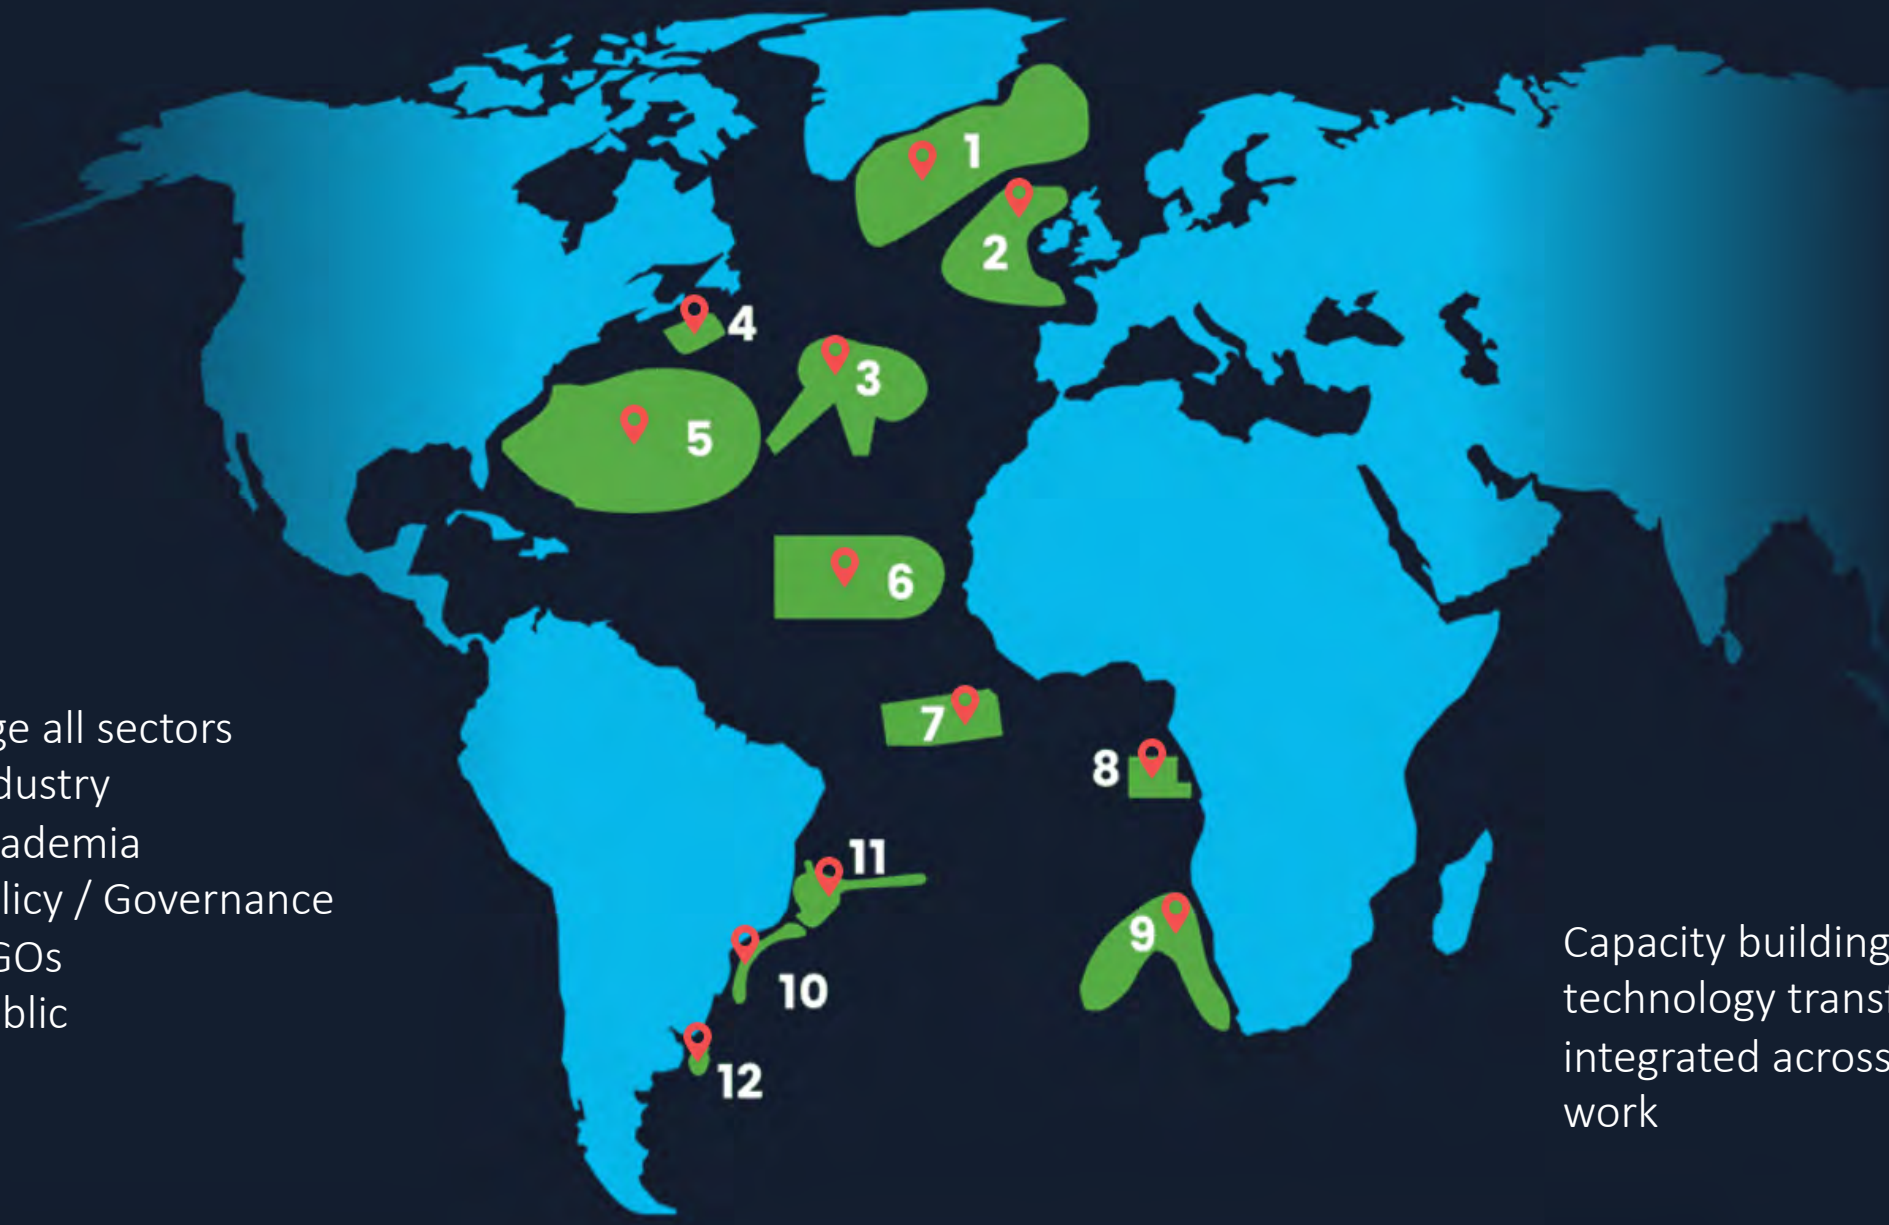 1
2
4
3
5
6
7
8
11
9
10
12
ge all sectors
dustry
ademia
licy / Governance
GOs
blic
Capacity building
technology transf
integrated across
work